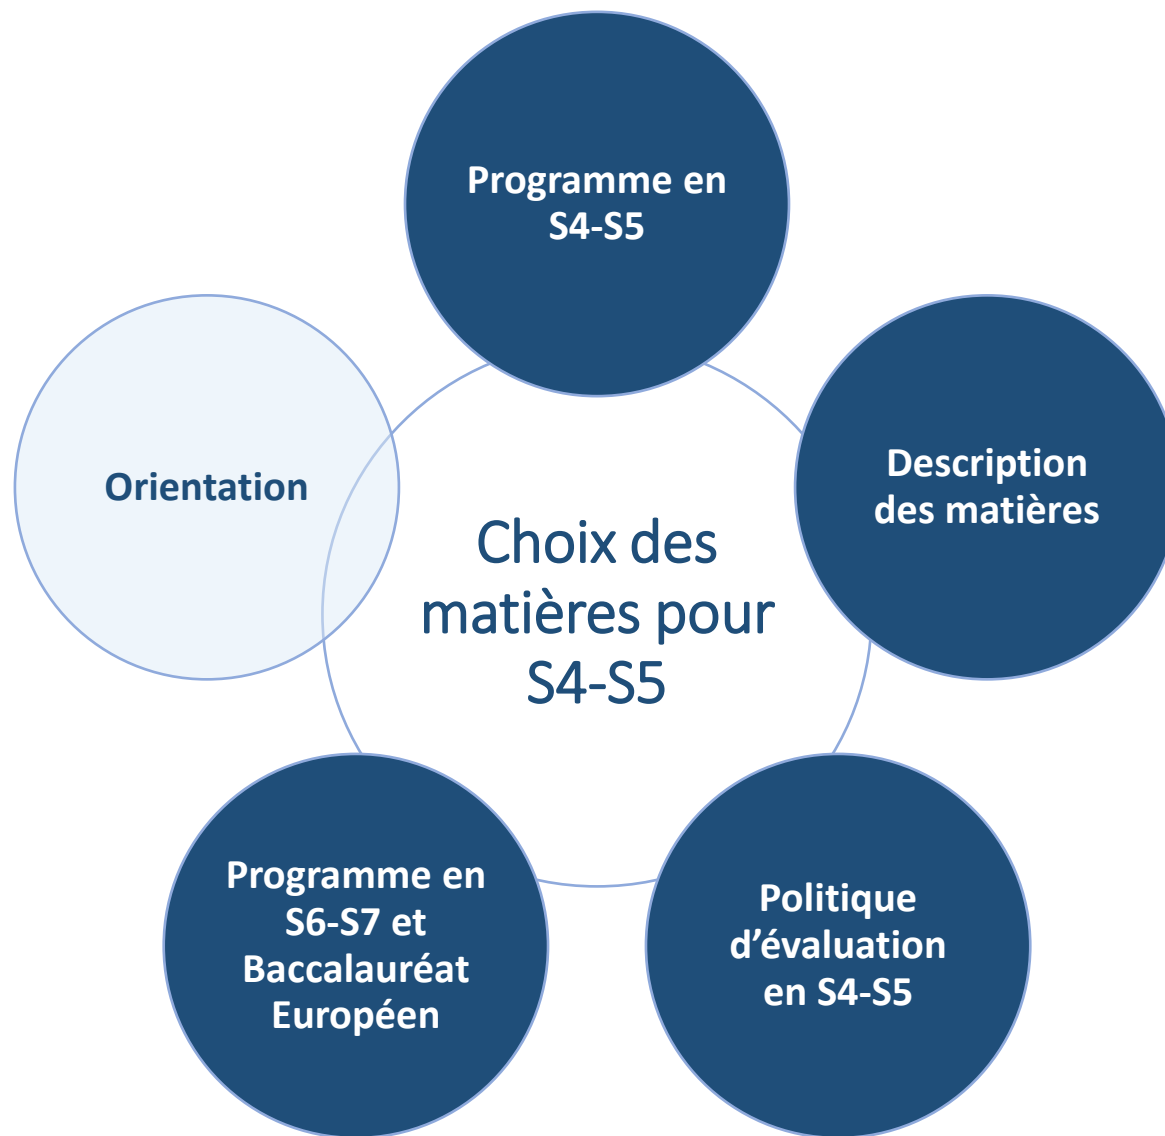 Programme en
S4-S5
Description
des matières
Orientation
Choix des
matières pour
S4-S5
Programme en
S6-S7 et
Baccalauréat
Européen
Politique
d’évaluation
en S4-S5